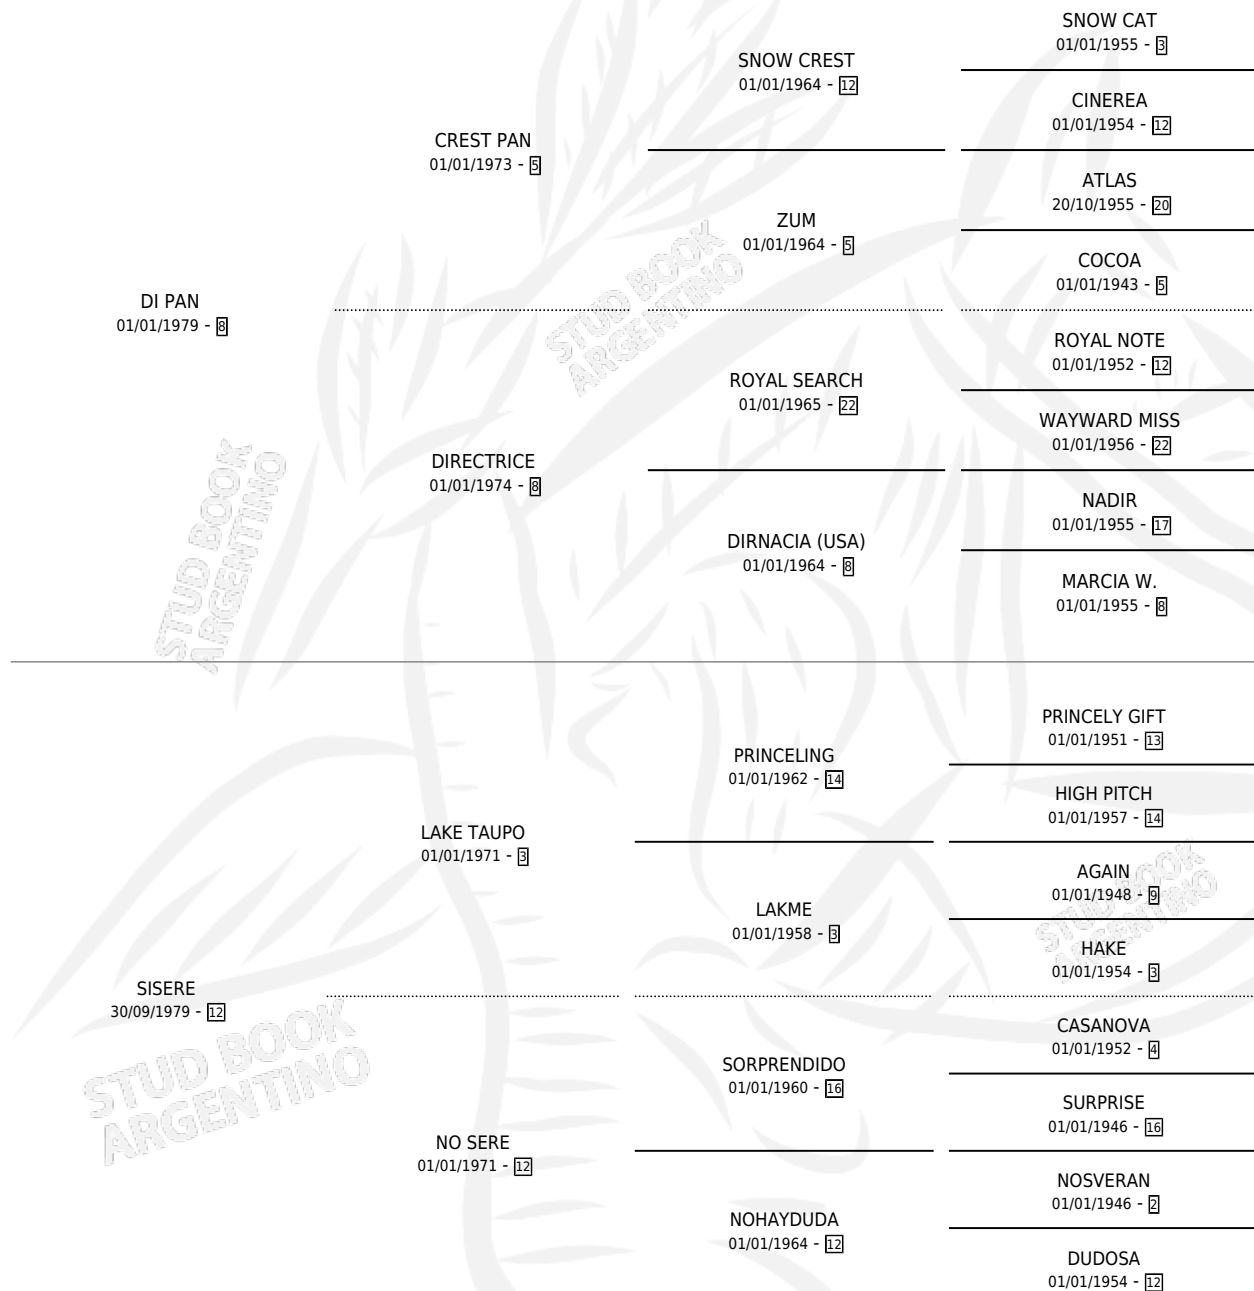 SNOW CAT
01/01/1955 - 3
SNOW CREST
01/01/1964 - 12
CINEREA
01/01/1954 - 12
CREST PAN
01/01/1973 - 5
ATLAS
20/10/1955 - 20
ZUM
01/01/1964 - 5
COCOA
01/01/1943 - 5
DI PAN
01/01/1979 - 8
STUD BOOK
ARGENTINO
ROYAL NOTE
01/01/1952 - 12
ROYAL SEARCH
01/01/1965 - 22
WAYWARD MISS
01/01/1956 - 22
DIRECTRICE
01/01/1974 - 8
NADIR
01/01/1955 - 17
DIRNACIA (USA)
01/01/1964 - 8
MARCIA W.
01/01/1955 - 8
STUD BOOK
ARGENTINO
PRINCELY GIFT
01/01/1951 - 13
PRINCELING
01/01/1962 - 14
HIGH PITCH
01/01/1957 - 14
LAKE TAUPO
01/01/1971 - 3
AGAIN
01/01/1948 - 9
LAKME
01/01/1958 - 3
STUD BOOK
ARGENTINO
HAKE
01/01/1954 - 3
SISERE
30/09/1979 - 12
CASANOVA
01/01/1952 - 4
SORPRENDIDO
01/01/1960 - 16
STUD BOOK
ARGENTINO
SURPRISE
01/01/1946 - 16
NO SERE
01/01/1971 - 12
NOSVERAN
01/01/1946 - 2
NOHAYDUDA
01/01/1964 - 12
DUDOSA
01/01/1954 - 12